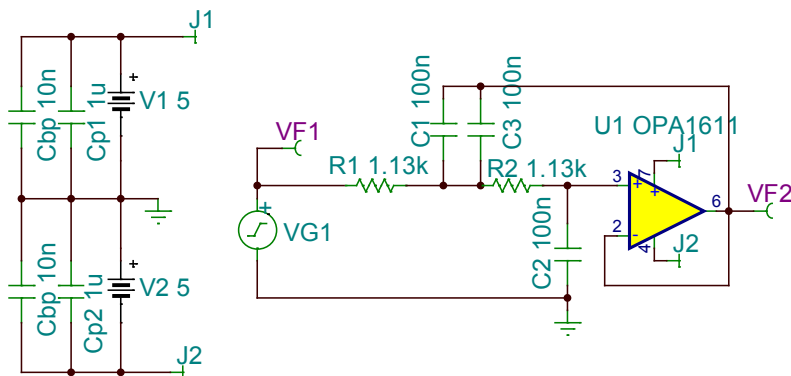 J1
Cbp 10n
Cp1 1u
+
V1 5
Cbp 10n
Cp2 1u
+
V2 5
J2
VF1
R1 1.13k
C1 100n
C3 100n
R2 1.13k
+
VG1
C2 100n
U1 OPA1611
J1
3
+
7
+
2
-
4
-
6
J2
VF2